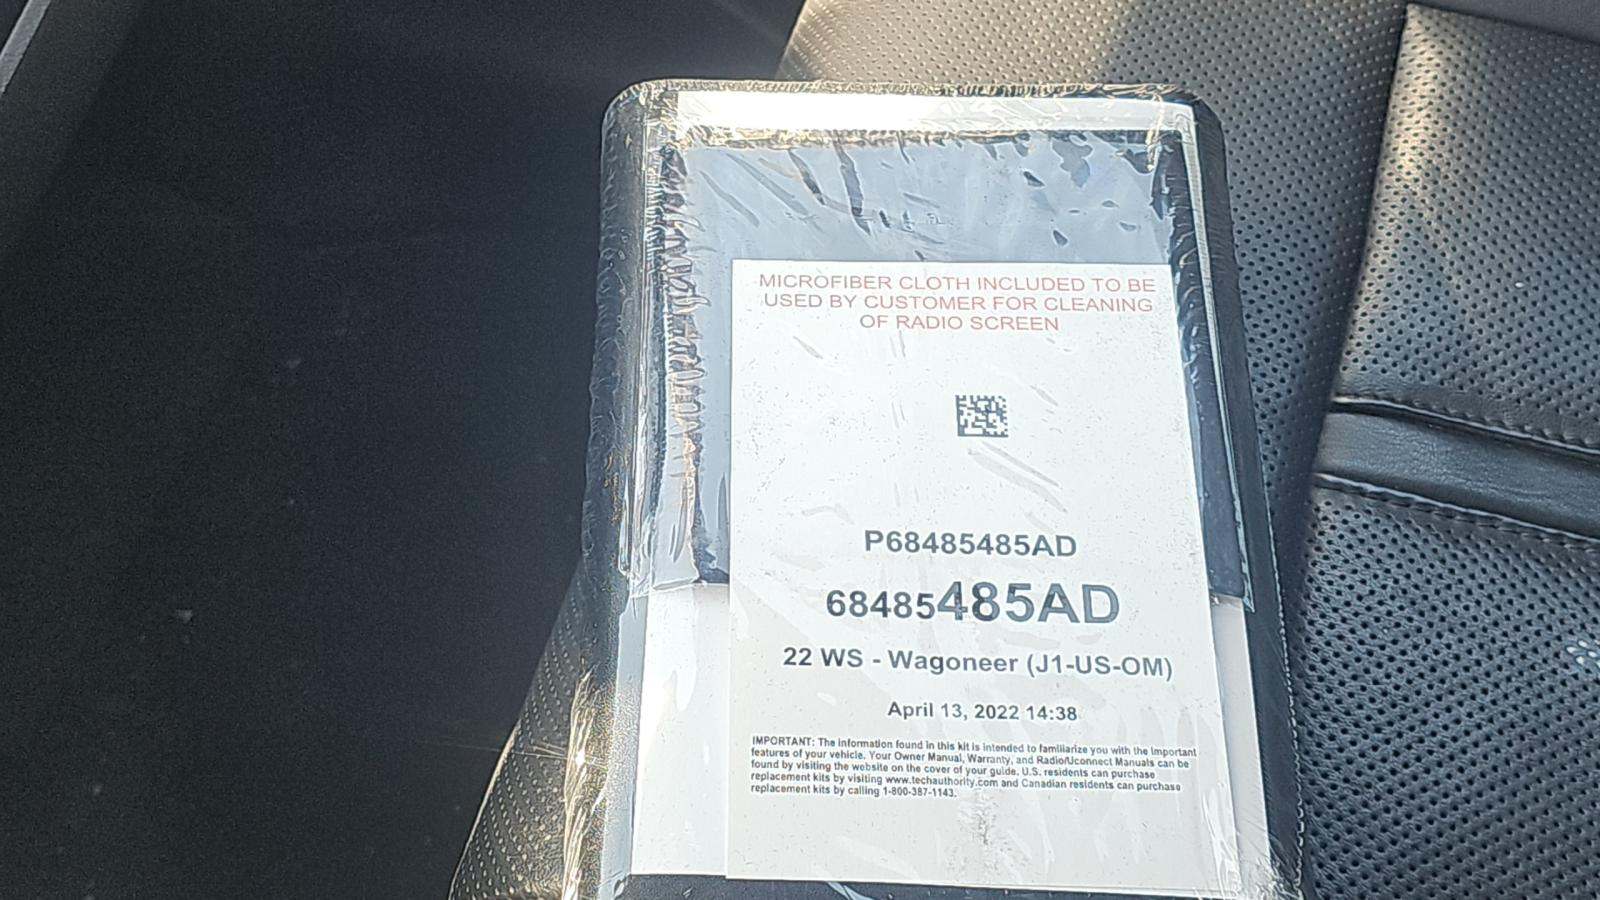 MICROFIBER CLOTH INCLUDED TO BE
USED BY CUSTOMER FOR CLEANING
OF RADIO SCREEN
P68485485AD
68485485AD
22 WS - Wagoneer (J1-US-OM)
April 13, 2022 14:38
IMPORTANT: The information found in this kit is intended to familiarize you with the important
features of your vehicle. Your Owner Manual, Warranty, and Radio/Uconnect Manuals can be
found by visiting the website on the cover of your guide. U.S. residents can purchase
replacement kits by visiting www.techauthority.com and Canadian residents can purchase
replacement kits by calling 1-800-387-1143.